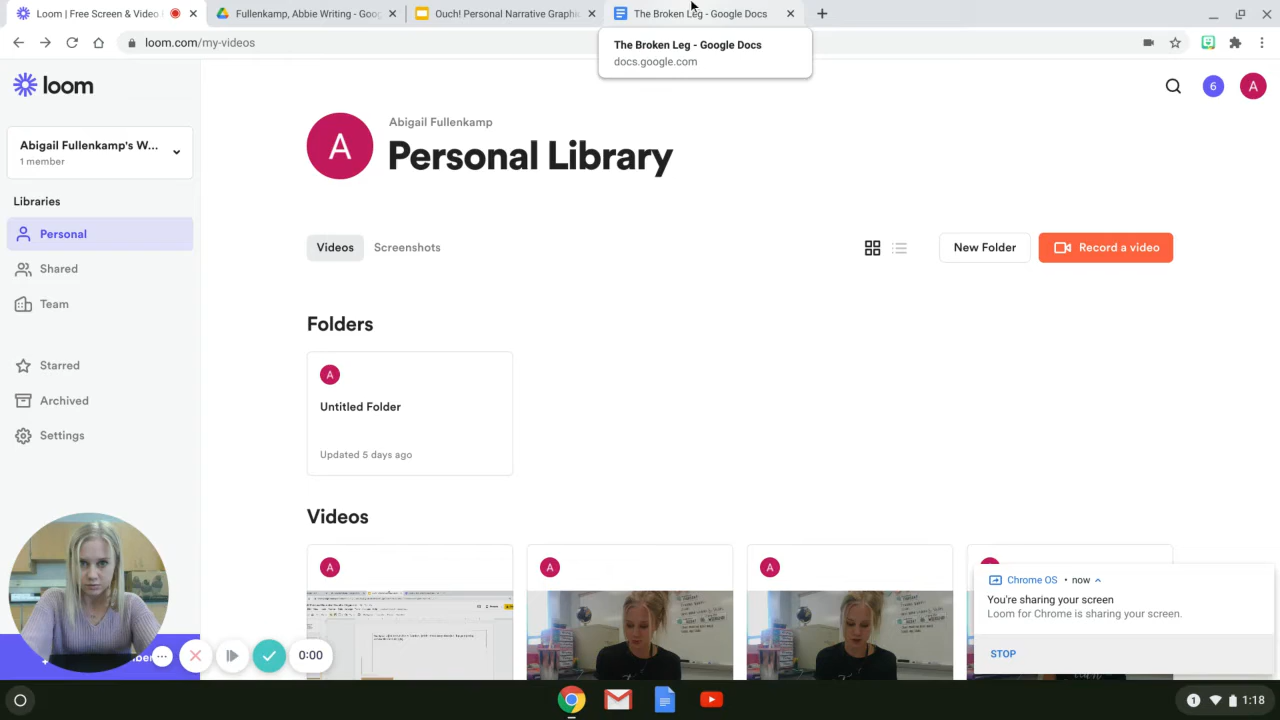 Loom | Free Screen & Video
Fullenkamp, Abbie Writing - Goog
Ouch! Personal Narrative Graphi
The Broken Leg - Google Docs
loom.com/my-videos
The Broken Leg - Google Docs
docs.google.com
loom
6
A
Abigail Fullenkamp's W...
1 member
A
Abigail Fullenkamp
Personal Library
Libraries
Personal
Shared
Team
Starred
Archived
Settings
Videos
Screenshots
New Folder
Record a video
Folders
A
Untitled Folder
Updated 5 days ago
Videos
A
A
A
Chrome OS • now
You're sharing your screen
Loom for Chrome is sharing your screen.
STOP
0:00
1
1:18